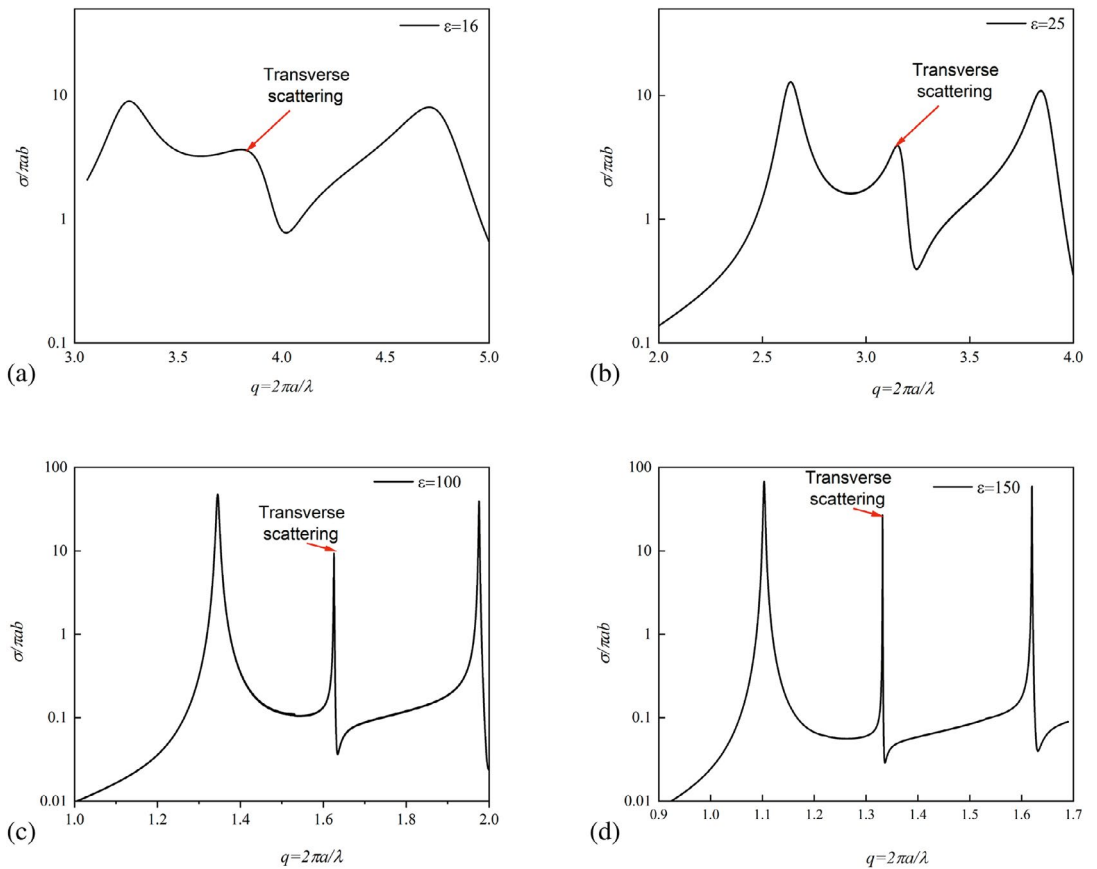 ε=16
Transverse
scattering
10
1
0.1
σ/πab
3.0 3.5 4.0 4.5 5.0
q=2πa/λ
(a)
ε=25
Transverse
scattering
10
1
0.1
σ/πab
2.0 2.5 3.0 3.5 4.0
q=2πa/λ
(b)
100
ε=100
Transverse
scattering
10
1
0.1
0.01
σ/πab
1.0 1.2 1.4 1.6 1.8 2.0
q=2πa/λ
(c)
100
Transverse
scattering
ε=150
10
1
0.1
0.01
σ/πab
0.9 1.0 1.1 1.2 1.3 1.4 1.5 1.6 1.7
q=2πa/λ
(d)